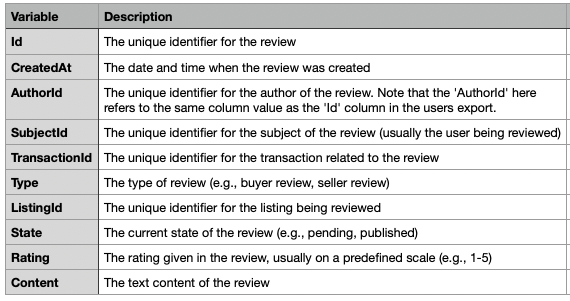 Variable Description
Id The unique identifier for the review
CreatedAt The date and time when the review was created
AuthorId The unique identifier for the author of the review. Note that the 'AuthorId' here
refers to the same column value as the 'Id' column in the users export.
SubjectId The unique identifier for the subject of the review (usually the user being reviewed)
TransactionId The unique identifier for the transaction related to the review
Type The type of review (e.g., buyer review, seller review)
ListingId The unique identifier for the listing being reviewed
State The current state of the review (e.g., pending, published)
Rating The rating given in the review, usually on a predefined scale (e.g., 1-5)
Content The text content of the review